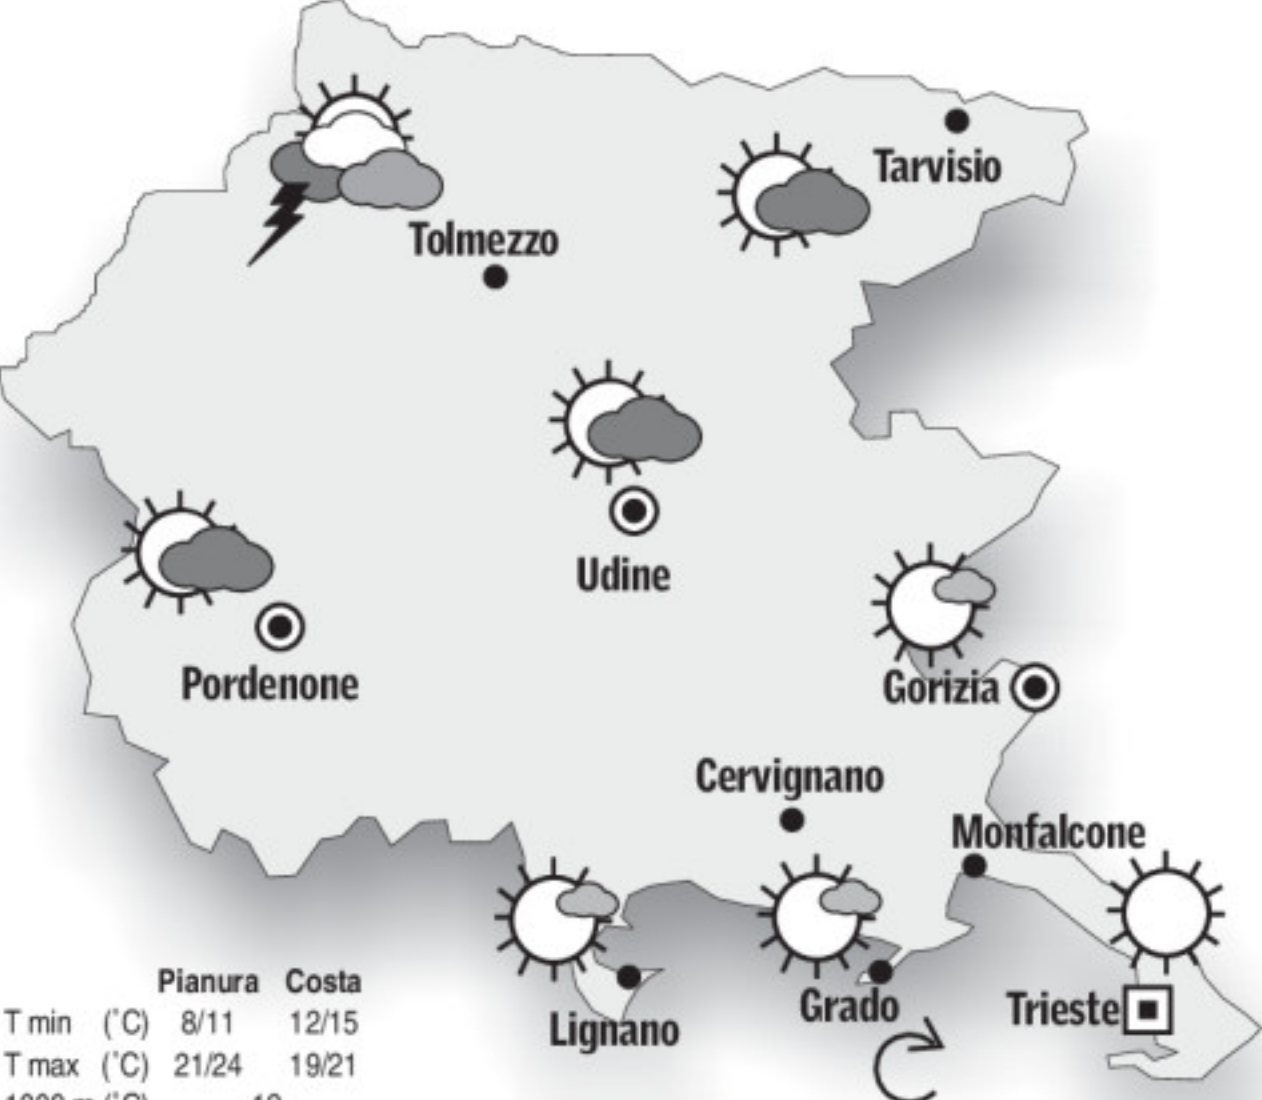 Tarvisio
Tolmezzo
Udine
Pordenone
Gorizia
Cervignano
Monfalcone
Lignano
Grado
Trieste
Pianura Costa
T min (°C) 8/11 12/15
T max (°C) 21/24 19/21